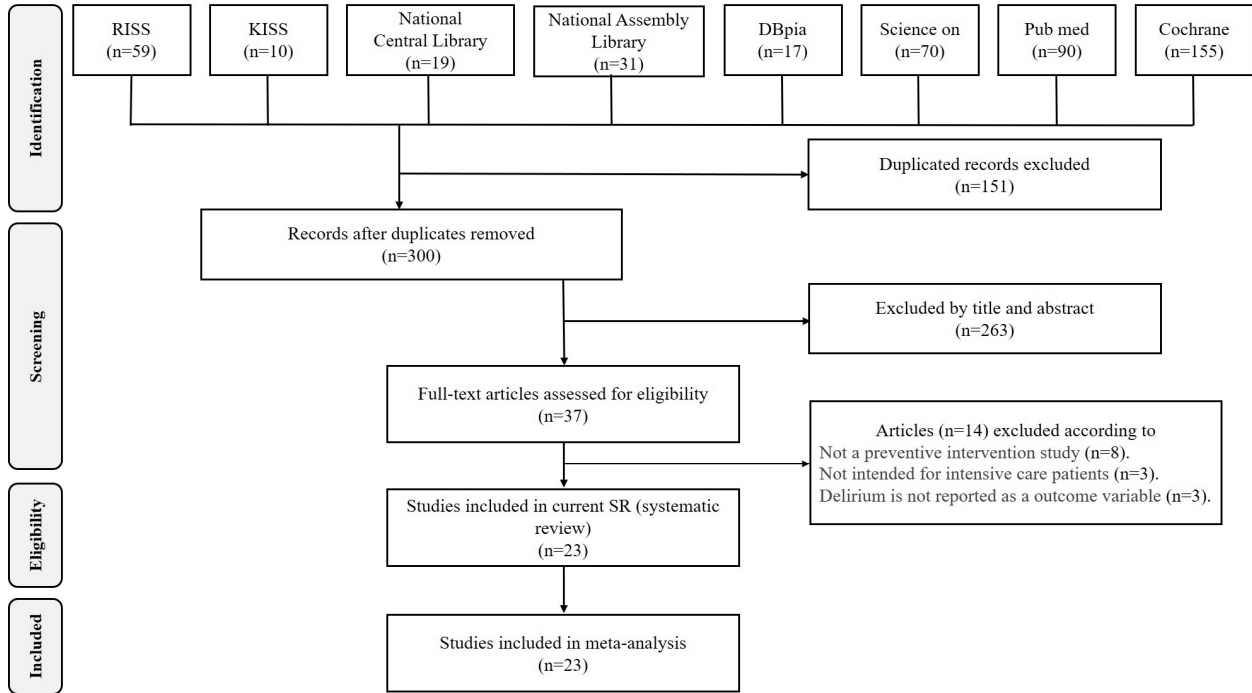 Identification
RISS
(n=59)
KISS
(n=10)
National
Central Library
(n=19)
National Assembly
Library
(n=31)
DBpia
(n=17)
Science on
(n=70)
Pub med
(n=90)
Cochrane
(n=155)
Duplicated records excluded
(n=151)
Screening
Records after duplicates removed
(n=300)
Excluded by title and abstract
(n=263)
Full-text articles assessed for eligibility
(n=37)
Articles (n=14) excluded according to
Not a preventive intervention study (n=8).
Not intended for intensive care patients (n=3).
Delirium is not reported as a outcome variable (n=3).
Eligibility
Studies included in current SR (systematic
review)
(n=23)
Included
Studies included in meta-analysis
(n=23)